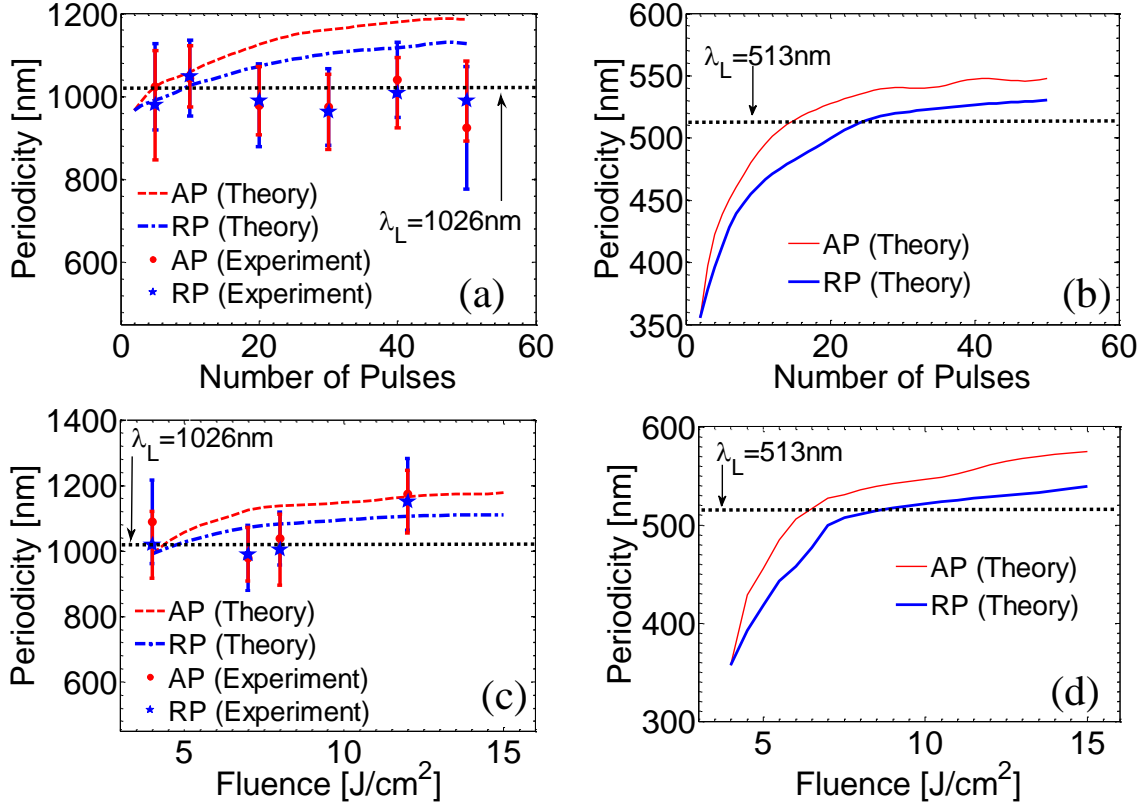 1200
1000
800
600
Periodicity [nm]
AP (Theory)
RP (Theory)
AP (Experiment)
RP (Experiment)
λL=1026nm
(a)
0
20
40
60
Number of Pulses
600
550
500
450
400
350
Periodicity [nm]
λL=513nm
AP (Theory)
RP (Theory)
(b)
0
20
40
60
Number of Pulses
1400
1200
1000
800
600
Periodicity [nm]
λL=1026nm
AP (Theory)
RP (Theory)
AP (Experiment)
RP (Experiment)
(c)
5
10
15
Fluence [J/cm²]
600
500
400
300
Periodicity [nm]
λL=513nm
AP (Theory)
RP (Theory)
(d)
5
10
15
Fluence [J/cm²]